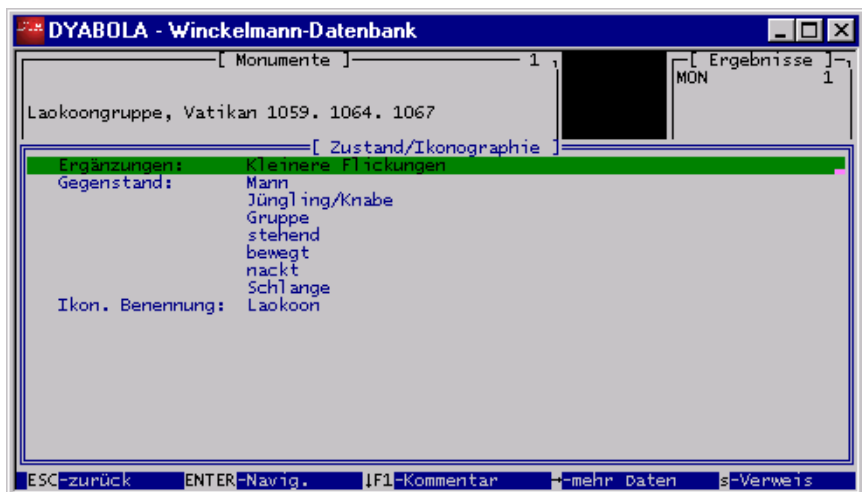 DYABOLA - Winckelmann-Datenbank
[ Monumente ] 1 [ Ergebnisse ]
MON 1
Laokoongruppe, Vatikan 1059. 1064. 1067
[ Zustand/Ikonographie ]
Ergänzungen: Kleinere Flickungen
Gegenstand: Mann
Jüngling/Knabe
Gruppe
stehend
bewegt
nackt
Schlange
Ikon. Benennung: Laokoon
ESC-zurück ENTER-Navig. ↓F1-Kommentar →-mehr Daten s-Verweis